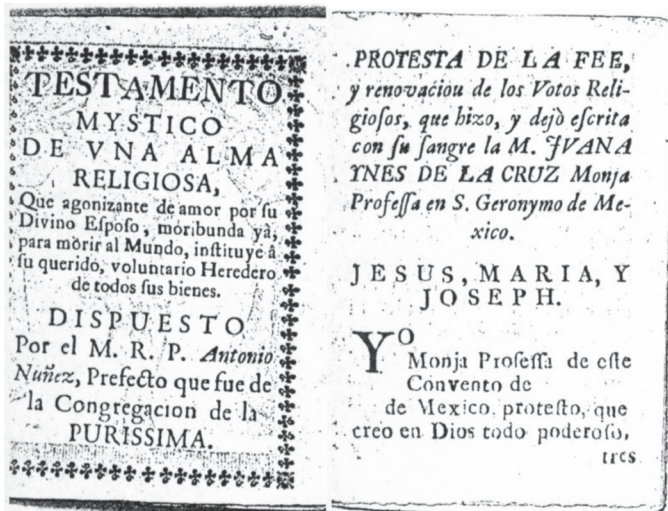 TESTAMENTO
MYSTICO
DE VNA ALMA
RELIGIOSA,
Que agonizante de amor por ſu
Divino Eſpoſo, moribunda yà,
para morir al Mundo, inſtituye â
ſu querido, voluntario Heredero
de todos ſus bienes.
DISPUESTO
Por el M. R. P. Antonio
Nuñez, Prefecto que fue de
la Congregacion de la
PURISSIMA.
PROTESTA DE LA FEE,
y renovaciou de los Votos Reli-
gioſos, que hizo, y dejò eſcrita
con ſu ſangre la M. JVANA
YNES DE LA CRUZ Monja
Profeſſa en S. Geronymo de Me-
xico.
JESUS, MARIA, Y
JOSEPH.
Yo
Monja Profeſſa de eſte
Convento de
de Mexico, proteſto, que
creo en Dios todo poderoſo,
tres